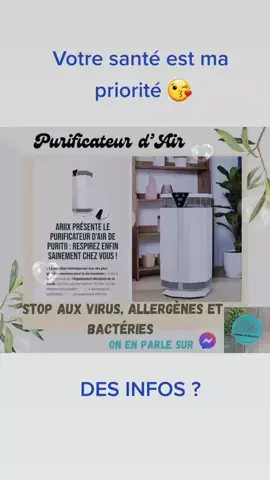 Votre santé est ma
priorité 😘
Purificateur d'Air
ARIIX PRÉSENTE LE
PURIFICATEUR D'AIR DE
PURITII : RESPIREZ ENFIN
SAINEMENT CHEZ VOUS !
STOP AUX VIRUS, ALLERGÈNES ET
BACTÉRIES
ON EN PARLE SUR
DES INFOS ?